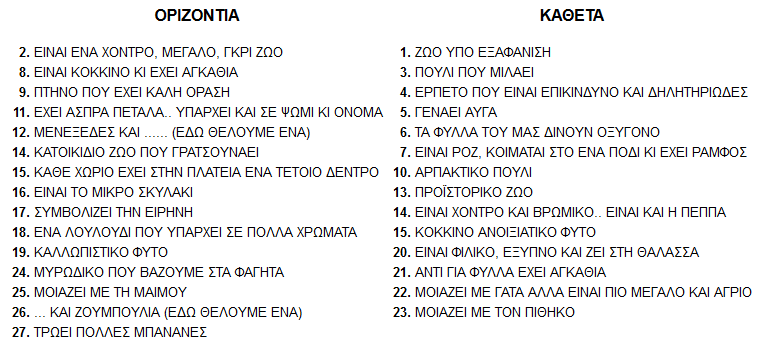 ΟΡΙΖΟΝΤΙΑ
2. ΕΙΝΑΙ ΕΝΑ ΧΟΝΤΡΟ, ΜΕΓΑΛΟ, ΓΚΡΙ ΖΩΟ
8. ΕΙΝΑΙ ΚΟΚΚΙΝΟ ΚΙ ΕΧΕΙ ΑΓΚΑΘΙΑ
9. ΠΤΗΝΟ ΠΟΥ ΕΧΕΙ ΚΑΛΗ ΟΡΑΣΗ
11. ΕΧΕΙ ΑΣΠΡΑ ΠΕΤΑΛΑ.. ΥΠΑΡΧΕΙ ΚΑΙ ΣΕ ΨΩΜΙ ΚΙ ΟΝΟΜΑ
12. ΜΕΝΕΞΕΔΕΣ ΚΑΙ ...... (ΕΔΩ ΘΕΛΟΥΜΕ ΕΝΑ)
14. ΚΑΤΟΙΚΙΔΙΟ ΖΩΟ ΠΟΥ ΓΡΑΤΣΟΥΝΑΕΙ
15. ΚΑΘΕ ΧΩΡΙΟ ΕΧΕΙ ΣΤΗΝ ΠΛΑΤΕΙΑ ΕΝΑ ΤΕΤΟΙΟ ΔΕΝΤΡΟ
16. ΕΙΝΑΙ ΤΟ ΜΙΚΡΟ ΣΚΥΛΑΚΙ
17. ΣΥΜΒΟΛΙΖΕΙ ΤΗΝ ΕΙΡΗΝΗ
18. ΕΝΑ ΛΟΥΛΟΥΔΙ ΠΟΥ ΥΠΑΡΧΕΙ ΣΕ ΠΟΛΛΑ ΧΡΩΜΑΤΑ
19. ΚΑΛΛΩΠΙΣΤΙΚΟ ΦΥΤΟ
24. ΜΥΡΩΔΙΚΟ ΠΟΥ ΒΑΖΟΥΜΕ ΣΤΑ ΦΑΓΗΤΑ
25. ΜΟΙΑΖΕΙ ΜΕ ΤΗ ΜΑΙΜΟΥ
26. ... ΚΑΙ ΖΟΥΜΠΟΥΛΙΑ (ΕΔΩ ΘΕΛΟΥΜΕ ΕΝΑ)
27. ΤΡΩΕΙ ΠΟΛΛΕΣ ΜΠΑΝΑΝΕΣ
ΚΑΘΕΤΑ
1. ΖΩΟ ΥΠΟ ΕΞΑΦΑΝΙΣΗ
3. ΠΟΥΛΙ ΠΟΥ ΜΙΛΑΕΙ
4. ΕΡΠΕΤΟ ΠΟΥ ΕΙΝΑΙ ΕΠΙΚΙΝΔΥΝΟ ΚΑΙ ΔΗΛΗΤΗΡΙΩΔΕΣ
5. ΓΕΝΑΕΙ ΑΥΓΑ
6. ΤΑ ΦΥΛΛΑ ΤΟΥ ΜΑΣ ΔΙΝΟΥΝ ΟΞΥΓΟΝΟ
7. ΕΙΝΑΙ ΡΟΖ, ΚΟΙΜΑΤΑΙ ΣΤΟ ΕΝΑ ΠΟΔΙ ΚΙ ΕΧΕΙ ΡΑΜΦΟΣ
10. ΑΡΠΑΚΤΙΚΟ ΠΟΥΛΙ
13. ΠΡΟΪΣΤΟΡΙΚΟ ΖΩΟ
14. ΕΙΝΑΙ ΧΟΝΤΡΟ ΚΑΙ ΒΡΩΜΙΚΟ.. ΕΙΝΑΙ ΚΑΙ Η ΠΕΠΠΑ
15. ΚΟΚΚΙΝΟ ΑΝΟΙΞΙΑΤΙΚΟ ΦΥΤΟ
20. ΕΙΝΑΙ ΦΙΛΙΚΟ, ΕΞΥΠΝΟ ΚΑΙ ΖΕΙ ΣΤΗ ΘΑΛΑΣΣΑ
21. ΑΝΤΙ ΓΙΑ ΦΥΛΛΑ ΕΧΕΙ ΑΓΚΑΘΙΑ
22. ΜΟΙΑΖΕΙ ΜΕ ΓΑΤΑ ΑΛΛΑ ΕΙΝΑΙ ΠΙΟ ΜΕΓΑΛΟ ΚΑΙ ΑΓΡΙΟ
23. ΜΟΙΑΖΕΙ ΜΕ ΤΟΝ ΠΙΘΗΚΟ